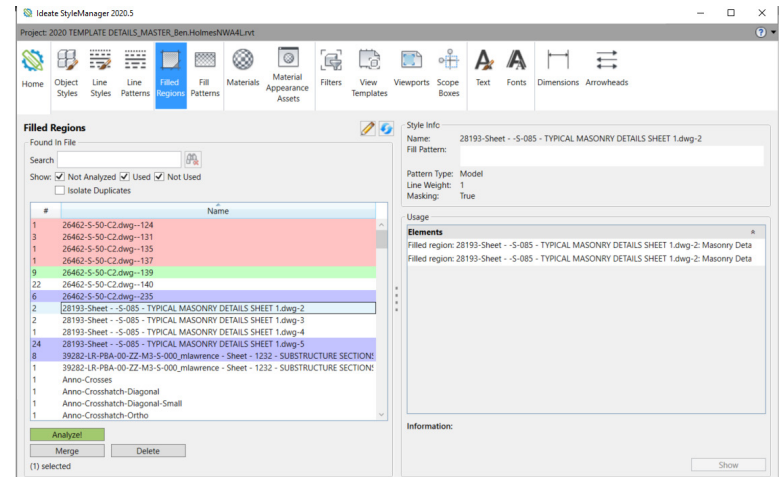 Ideate StyleManager 2020.5
Project: 2020 TEMPLATE DETAILS_MASTER_Ben.HolmesNWA4L.rvt
Home
Object Styles
Line Styles
Line Patterns
Filled Regions
Fill Patterns
Materials
Material Appearance Assets
Filters
View Templates
Viewports
Scope Boxes
Text
Fonts
Dimensions
Arrowheads
Filled Regions
Found In File
Search
Show: Not Analyzed Used Not Used
Isolate Duplicates
# Name
1 26462-S-50-C2.dwg--124
3 26462-S-50-C2.dwg--131
1 26462-S-50-C2.dwg--135
1 26462-S-50-C2.dwg--137
9 26462-S-50-C2.dwg--139
22 26462-S-50-C2.dwg--140
6 26462-S-50-C2.dwg--235
2 28193-Sheet - -S-085 - TYPICAL MASONRY DETAILS SHEET 1.dwg-2
2 28193-Sheet - -S-085 - TYPICAL MASONRY DETAILS SHEET 1.dwg-3
1 28193-Sheet - -S-085 - TYPICAL MASONRY DETAILS SHEET 1.dwg-4
24 28193-Sheet - -S-085 - TYPICAL MASONRY DETAILS SHEET 1.dwg-5
8 39282-LR-PBA-00-ZZ-M3-S-000_mlawrence - Sheet - 1232 - SUBSTRUCTURE SECTIONS
1 39282-LR-PBA-00-ZZ-M3-S-000_mlawrence - Sheet - 1232 - SUBSTRUCTURE SECTIONS
1 Anno-Crosses
1 Anno-Crosshatch-Diagonal
1 Anno-Crosshatch-Diagonal-Small
1 Anno-Crosshatch-Ortho
Analyze!
Merge Delete
(1) selected
Style Info
Name: 28193-Sheet - -S-085 - TYPICAL MASONRY DETAILS SHEET 1.dwg-2
Fill Pattern:
Pattern Type: Model
Line Weight: 1
Masking: True
Usage
Elements
Filled region: 28193-Sheet - -S-085 - TYPICAL MASONRY DETAILS SHEET 1.dwg-2: Masonry Deta
Filled region: 28193-Sheet - -S-085 - TYPICAL MASONRY DETAILS SHEET 1.dwg-2: Masonry Deta
Information:
Show